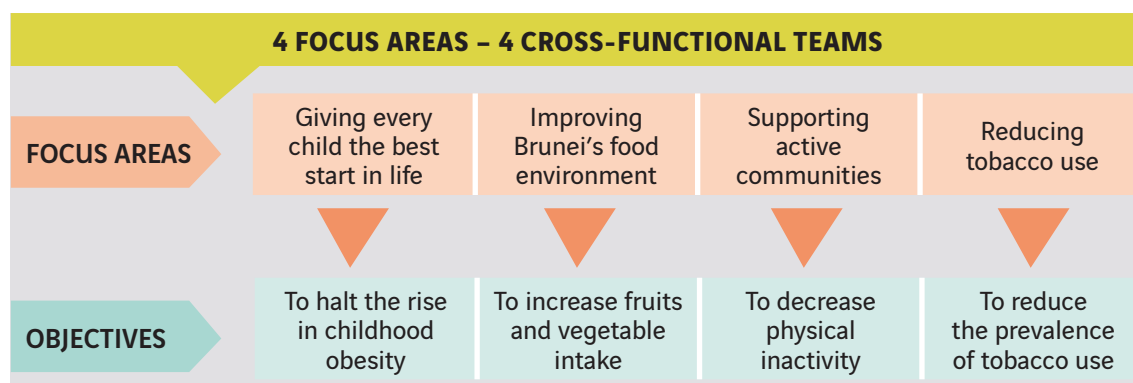 4 FOCUS AREAS – 4 CROSS-FUNCTIONAL TEAMS
FOCUS AREAS
Giving every
child the best
start in life
Improving
Brunei's food
environment
Supporting
active
communities
Reducing
tobacco use
OBJECTIVES
To halt the rise
in childhood
obesity
To increase fruits
and vegetable
intake
To decrease
physical
inactivity
To reduce
the prevalence
of tobacco use